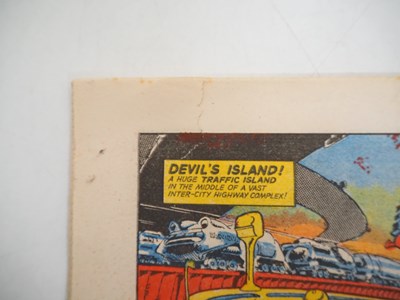 DEVIL'S ISLAND!
A HUGE TRAFFIC ISLAND
IN THE MIDDLE OF A VAST
INTER-CITY HIGHWAY COMPLEX!